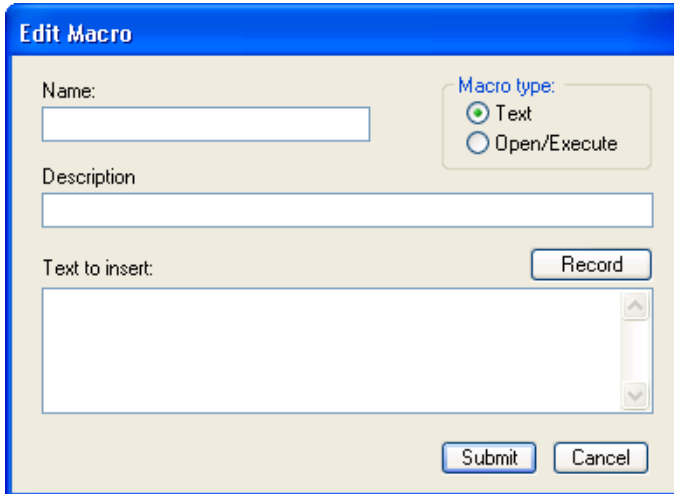 Edit Macro
Name:
Macro type:
Text
Open/Execute
Description
Text to insert:
Record
Submit
Cancel